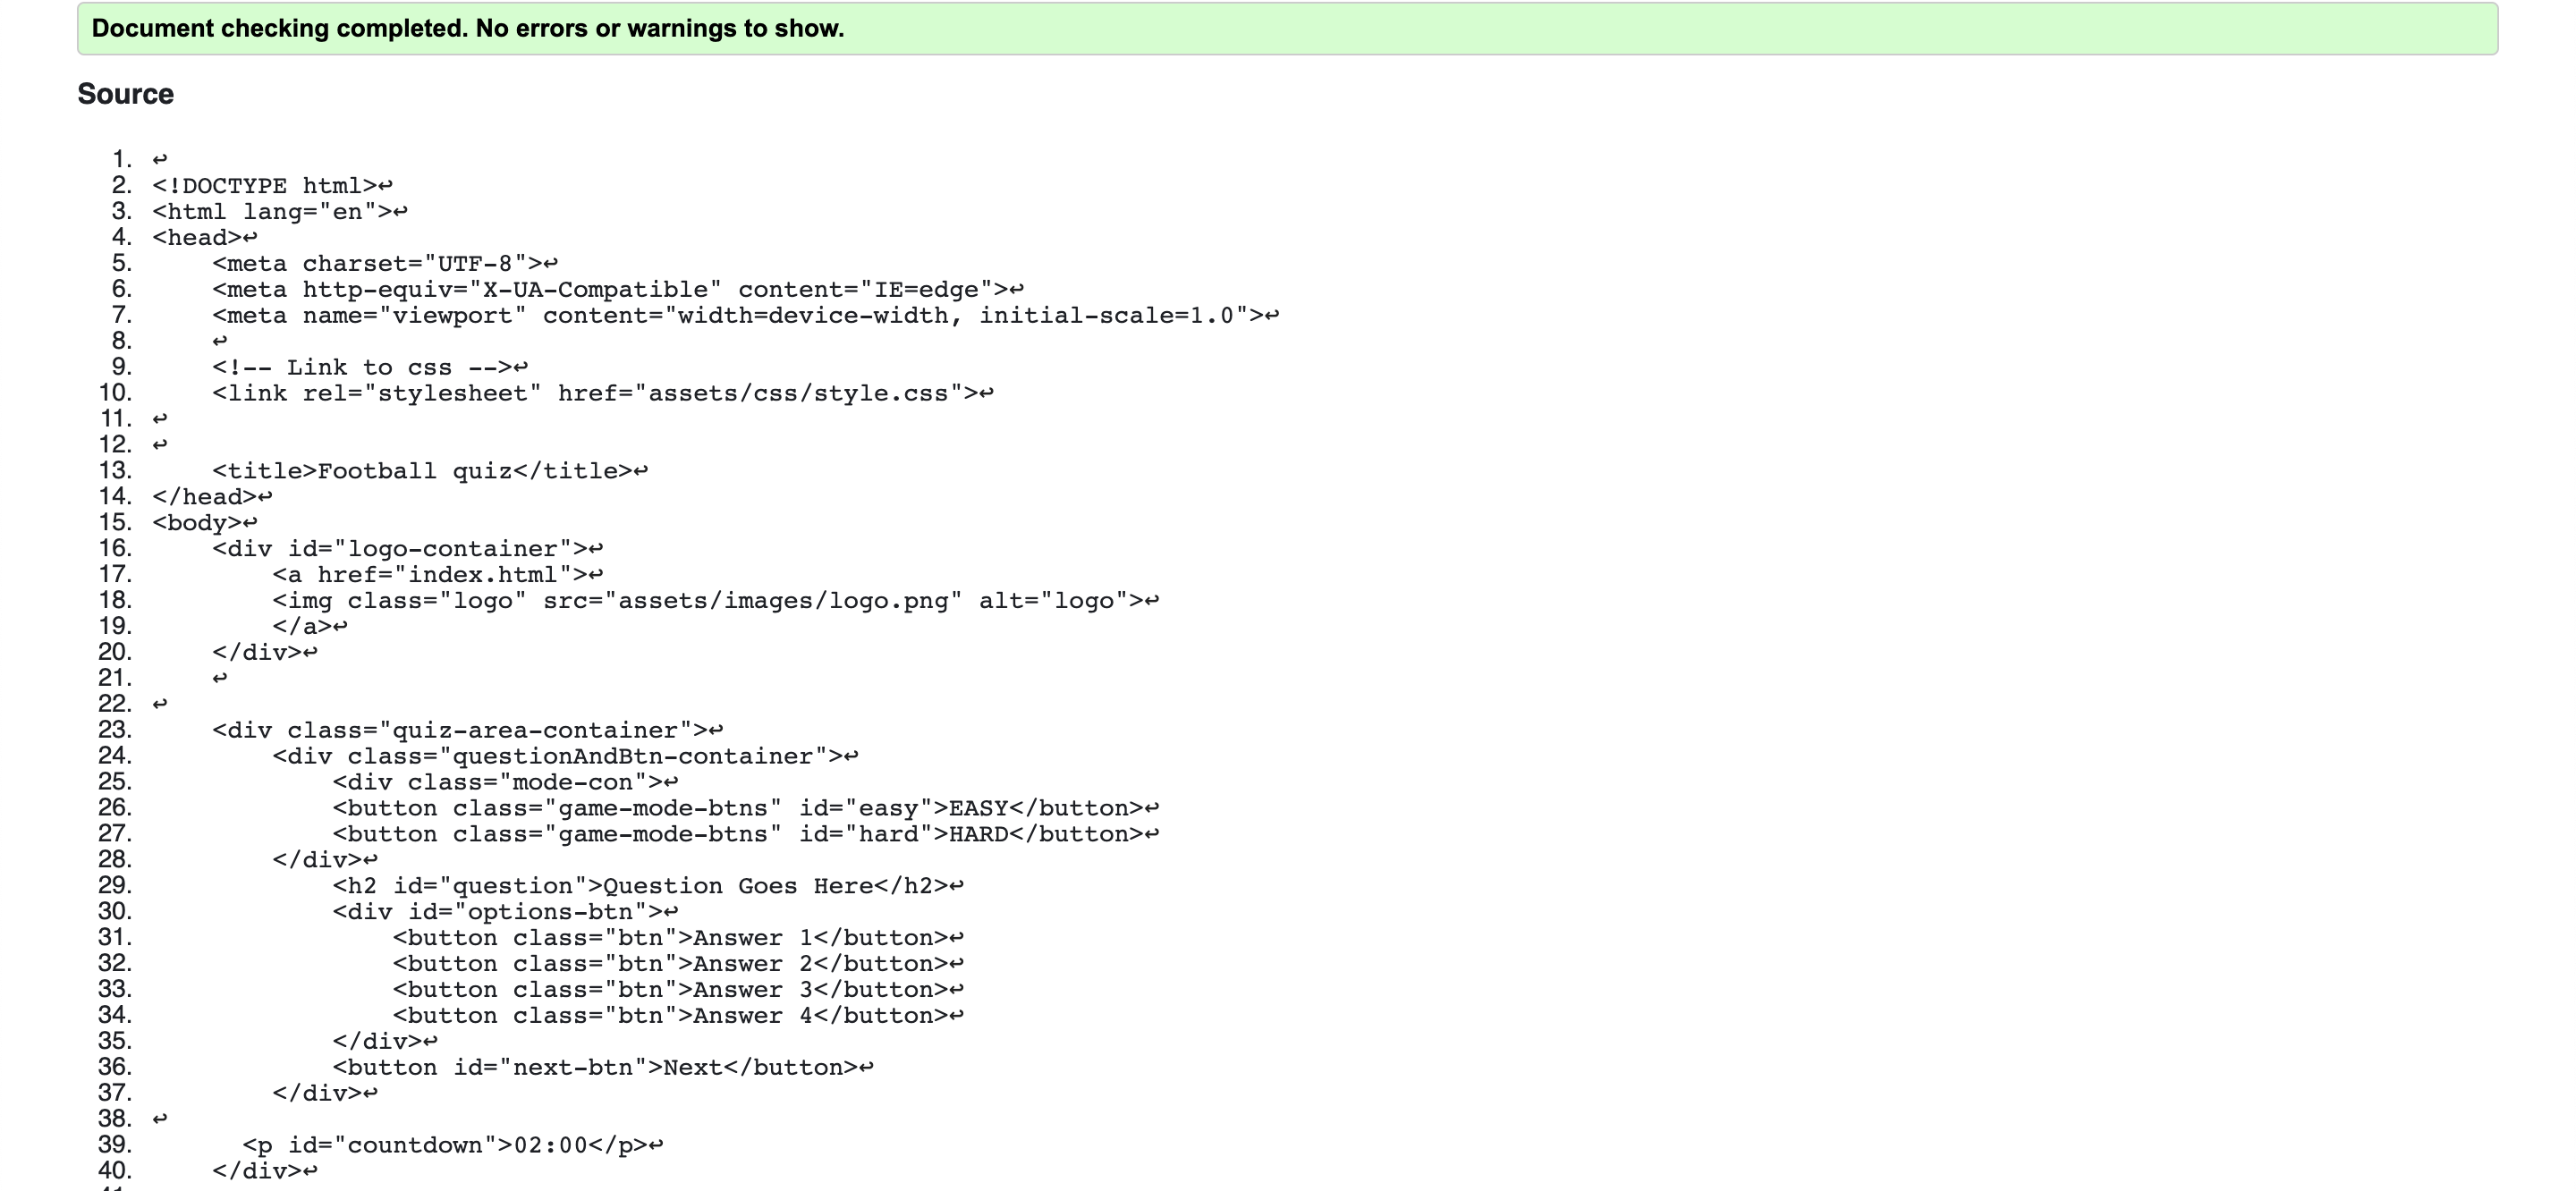 Document checking completed. No errors or warnings to show.
Source
1. ↩
2. <!DOCTYPE html>↩
3. <html lang="en">↩
4. <head>↩
5.     <meta charset="UTF-8">↩
6.     <meta http-equiv="X-UA-Compatible" content="IE=edge">↩
7.     <meta name="viewport" content="width=device-width, initial-scale=1.0">↩
8.     ↩
9.     <!-- Link to css -->↩
10.     <link rel="stylesheet" href="assets/css/style.css">↩
11. ↩
12. ↩
13.     <title>Football quiz</title>↩
14. </head>↩
15. <body>↩
16.     <div id="logo-container">↩
17.         <a href="index.html">↩
18.         <img class="logo" src="assets/images/logo.png" alt="logo">↩
19.         </a>↩
20.     </div>↩
21.     ↩
22. ↩
23.     <div class="quiz-area-container">↩
24.         <div class="questionAndBtn-container">↩
25.             <div class="mode-con">↩
26.             <button class="game-mode-btns" id="easy">EASY</button>↩
27.             <button class="game-mode-btns" id="hard">HARD</button>↩
28.         </div>↩
29.             <h2 id="question">Question Goes Here</h2>↩
30.             <div id="options-btn">↩
31.                 <button class="btn">Answer 1</button>↩
32.                 <button class="btn">Answer 2</button>↩
33.                 <button class="btn">Answer 3</button>↩
34.                 <button class="btn">Answer 4</button>↩
35.             </div>↩
36.             <button id="next-btn">Next</button>↩
37.         </div>↩
38. ↩
39.       <p id="countdown">02:00</p>↩
40.     </div>↩